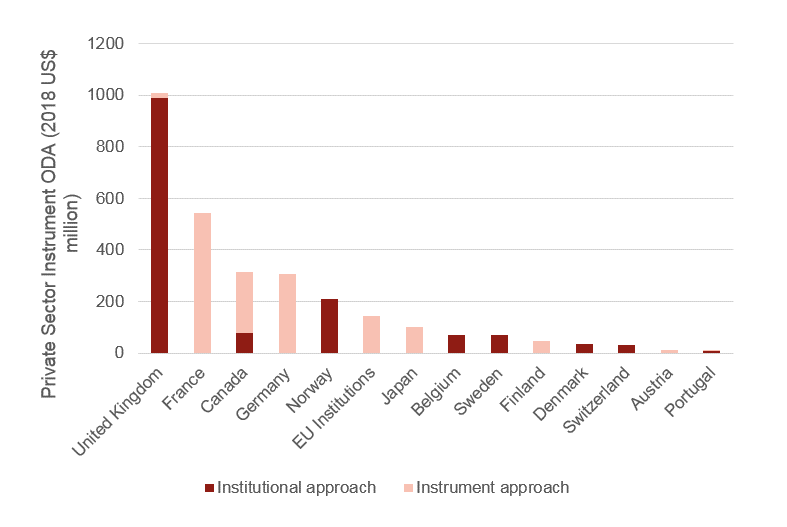 Private Sector Instrument ODA (2018 US$
million)
1200
1000
800
600
400
200
0
United Kingdom
France
Canada
Germany
Norway
EU Institutions
Japan
Belgium
Sweden
Finland
Denmark
Switzerland
Austria
Portugal
Institutional approach
Instrument approach